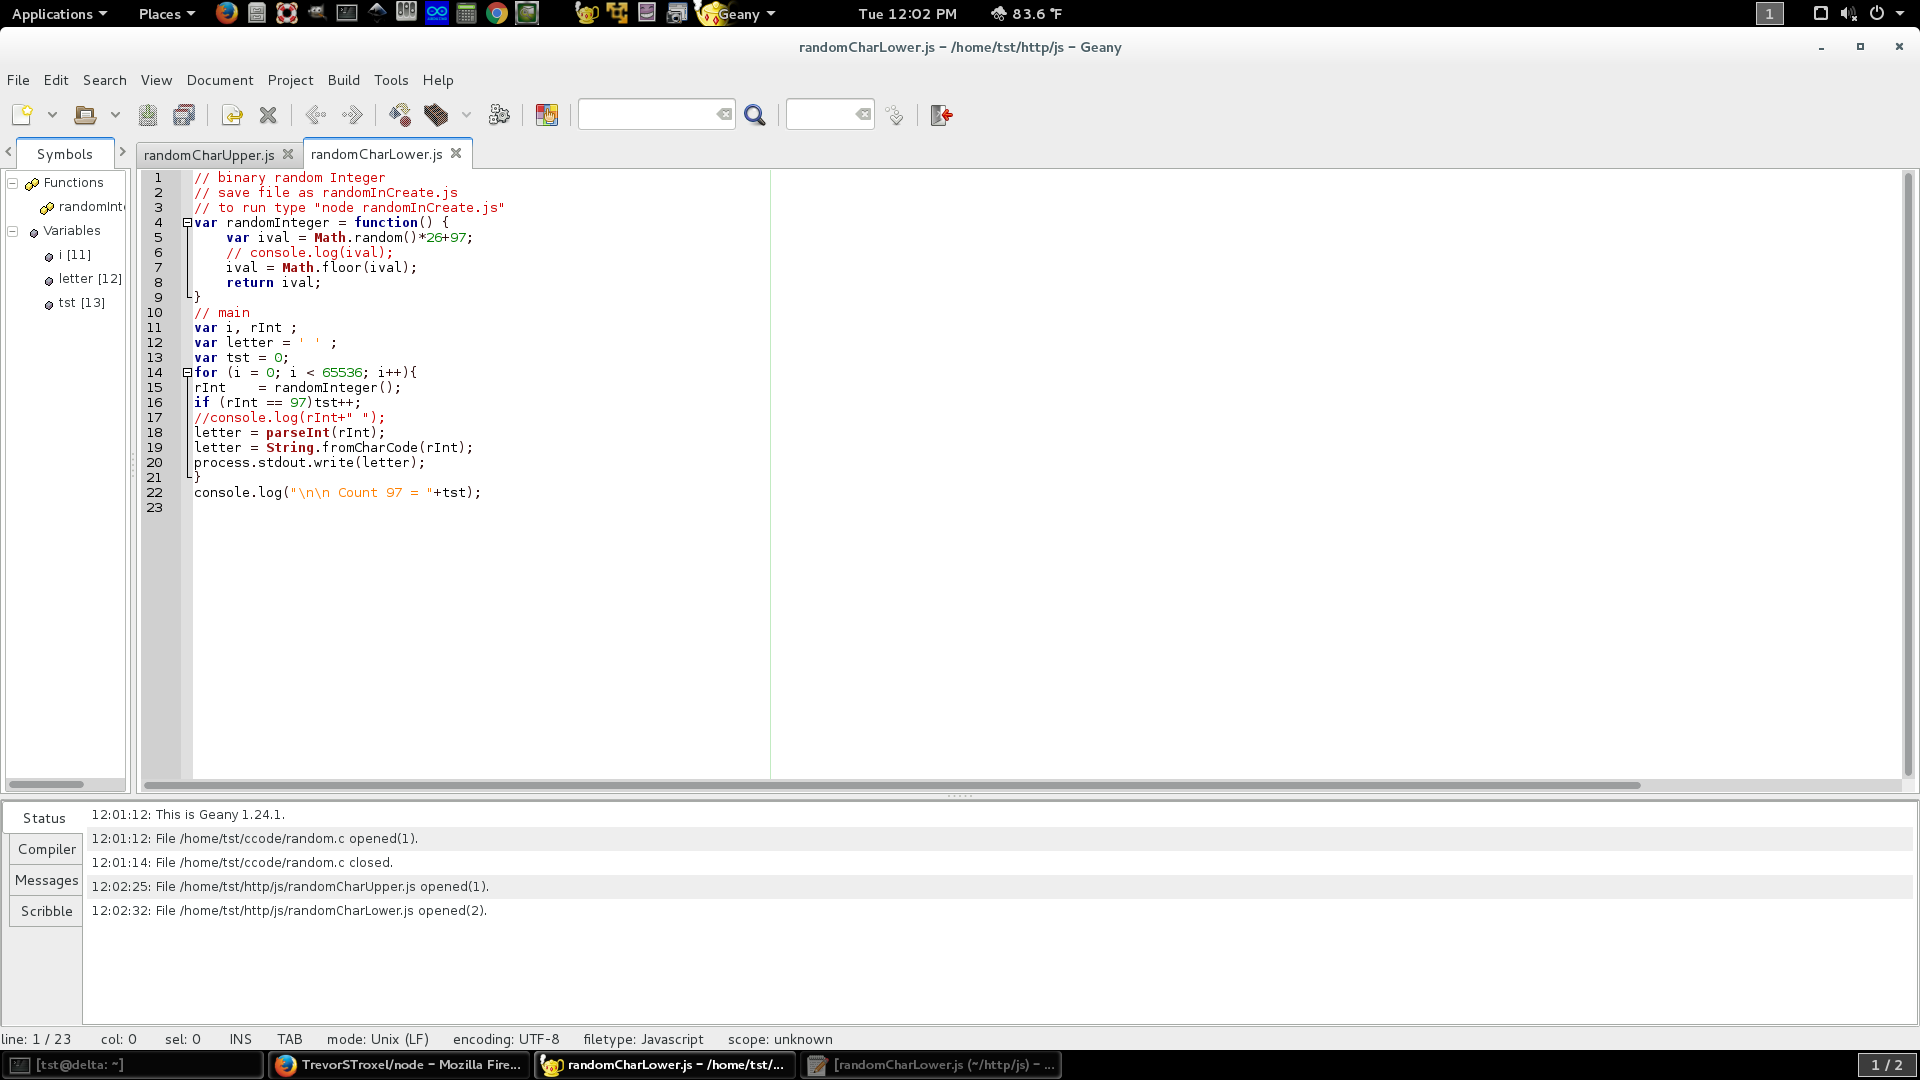 Applications Places Geany Tue 12:02 PM 83.6 °F 1
randomCharLower.js – /home/tst/http/js – Geany
File Edit Search View Document Project Build Tools Help
Symbols randomCharUpper.js randomCharLower.js
Functions
randomInte
Variables
i [11]
letter [12]
tst [13]
1 // binary random Integer
2 // save file as randomInCreate.js
3 // to run type "node randomInCreate.js"
4 var randomInteger = function() {
5     var ival = Math.random()*26+97;
6     // console.log(ival);
7     ival = Math.floor(ival);
8     return ival;
9 }
10 // main
11 var i, rInt ;
12 var letter = ' ' ;
13 var tst = 0;
14 for (i = 0; i < 65536; i++){
15 rInt    = randomInteger();
16 if (rInt == 97)tst++;
17 //console.log(rInt+" ");
18 letter = parseInt(rInt);
19 letter = String.fromCharCode(rInt);
20 process.stdout.write(letter);
21 }
22 console.log("\n\n Count 97 = "+tst);
23
Status
Compiler
Messages
Scribble
12:01:12: This is Geany 1.24.1.
12:01:12: File /home/tst/ccode/random.c opened(1).
12:01:14: File /home/tst/ccode/random.c closed.
12:02:25: File /home/tst/http/js/randomCharUpper.js opened(1).
12:02:32: File /home/tst/http/js/randomCharLower.js opened(2).
line: 1 / 23 col: 0 sel: 0 INS TAB mode: Unix (LF) encoding: UTF-8 filetype: Javascript scope: unknown
[tst@delta: ~] TrevorSTroxel/node – Mozilla Fire... randomCharLower.js – /home/tst/... [randomCharLower.js (~/http/js) – ... 1 / 2